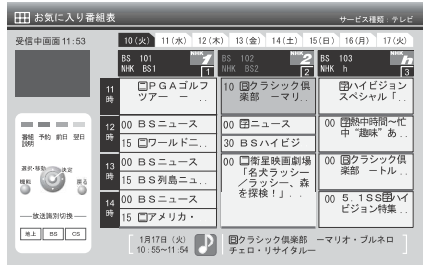 お気に入り番組表
サービス種類：テレビ
受信中画面 11:53
10(火) 11(水) 12(木) 13(金) 14(土) 15(日) 16(月) 17(火)
BS 101
NHK BS1
1
BS 102
NHK BS2
2
BS 103
NHK h
3
11時
PGAゴルフ
ツアー ー ..
10 クラシック倶
楽部 ーマリ..
ハイビジョン
スペシャル「..
12時
00 BSニュース
15 ワールドニ..
00 ニュース
30 BSハイビジ
00 熱中時間〜忙
中“趣味”あ..
13時
00 BSニュース
15 BS列島ニュ..
00 衛星映画劇場
「名犬ラッシー
／ラッシー、森
を探検！」..
00 クラシック倶
楽部 ートル..
14時
00 BSニュース
15 アメリカ・
00 5.1SSハイ
ビジョン特集..
番組説明 予約 前日 翌日
選択・移動 決定
戻る
放送識別切換
地上 BS CS
1月17日（火）
10：55〜11：54
クラシック倶楽部 ーマリオ・ブルネロ
チェロ・リサイタルー